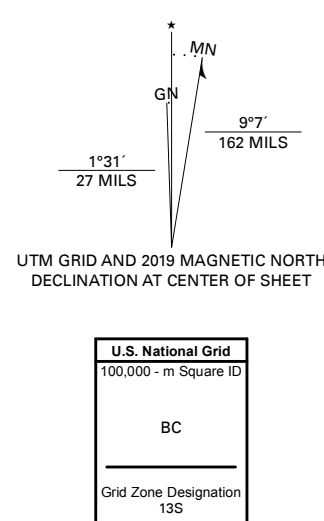 ★
MN
GN
9°7´
162 MILS
1°31´
27 MILS
UTM GRID AND 2019 MAGNETIC NORTH
DECLINATION AT CENTER OF SHEET
U.S. National Grid
100,000 - m Square ID
BC
Grid Zone Designation
13S